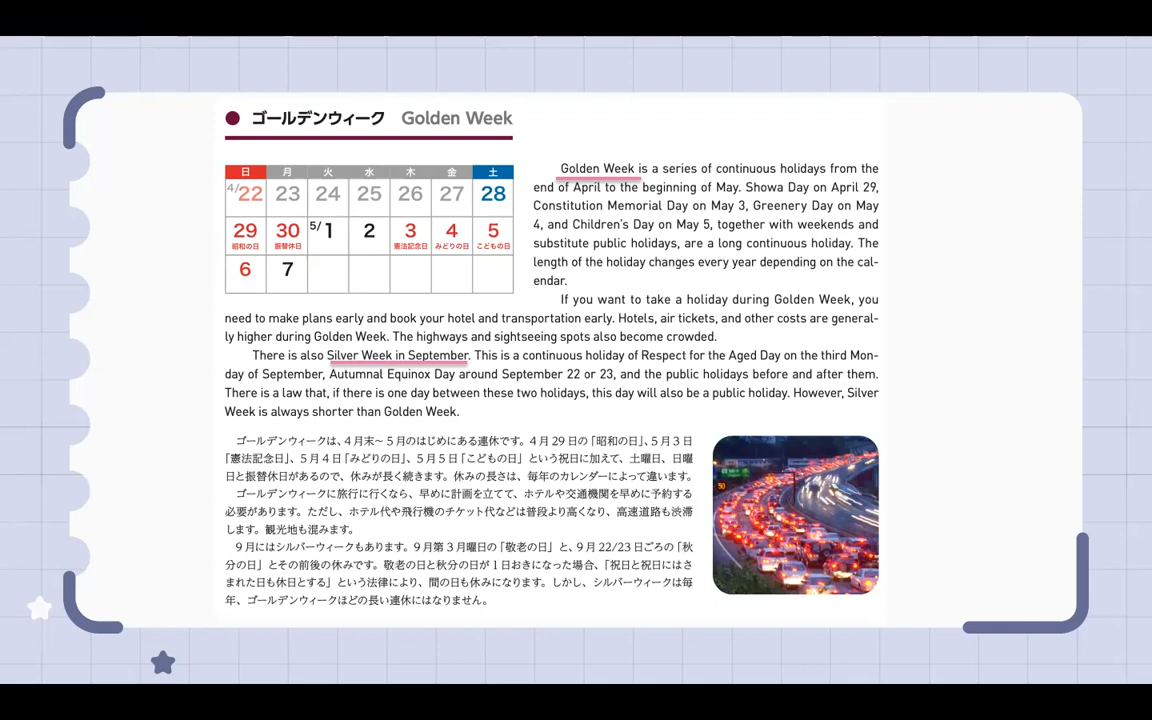 ● ゴールデンウィーク Golden Week
日 月 火 水 木 金 土
4/22 23 24 25 26 27 28
29 30 5/1 2 3 4 5
昭和の日 振替休日 憲法記念日 みどりの日 こどもの日
6 7
Golden Week is a series of continuous holidays from the
end of April to the beginning of May. Showa Day on April 29,
Constitution Memorial Day on May 3, Greenery Day on May
4, and Children's Day on May 5, together with weekends and
substitute public holidays, are a long continuous holiday. The
length of the holiday changes every year depending on the cal-
endar.
If you want to take a holiday during Golden Week, you
need to make plans early and book your hotel and transportation early. Hotels, air tickets, and other costs are general-
ly higher during Golden Week. The highways and sightseeing spots also become crowded.
There is also Silver Week in September. This is a continuous holiday of Respect for the Aged Day on the third Mon-
day of September, Autumnal Equinox Day around September 22 or 23, and the public holidays before and after them.
There is a law that, if there is one day between these two holidays, this day will also be a public holiday. However, Silver
Week is always shorter than Golden Week.
ゴールデンウィークは、4月末～5月のはじめにある連休です。4月29日の「昭和の日」、5月3日
「憲法記念日」、5月4日「みどりの日」、5月5日「こどもの日」という祝日に加えて、土曜日、日曜
日と振替休日があるので、休みが長く続きます。休みの長さは、毎年のカレンダーによって違います。
ゴールデンウィークに旅行に行くなら、早めに計画を立てて、ホテルや交通機関を早めに予約する
必要があります。ただし、ホテル代や飛行機のチケット代などは普段より高くなり、高速道路も渋滞
します。観光地も混みます。
9月にはシルバーウィークもあります。9月第3月曜日の「敬老の日」と、9月22/23日ごろの「秋
分の日」とその前後の休みです。敬老の日と秋分の日が1日おきになった場合、「祝日と祝日にはさ
まれた日も休日とする」という法律により、間の日も休みになります。しかし、シルバーウィークは毎
年、ゴールデンウィークほどの長い連休にはなりません。
50